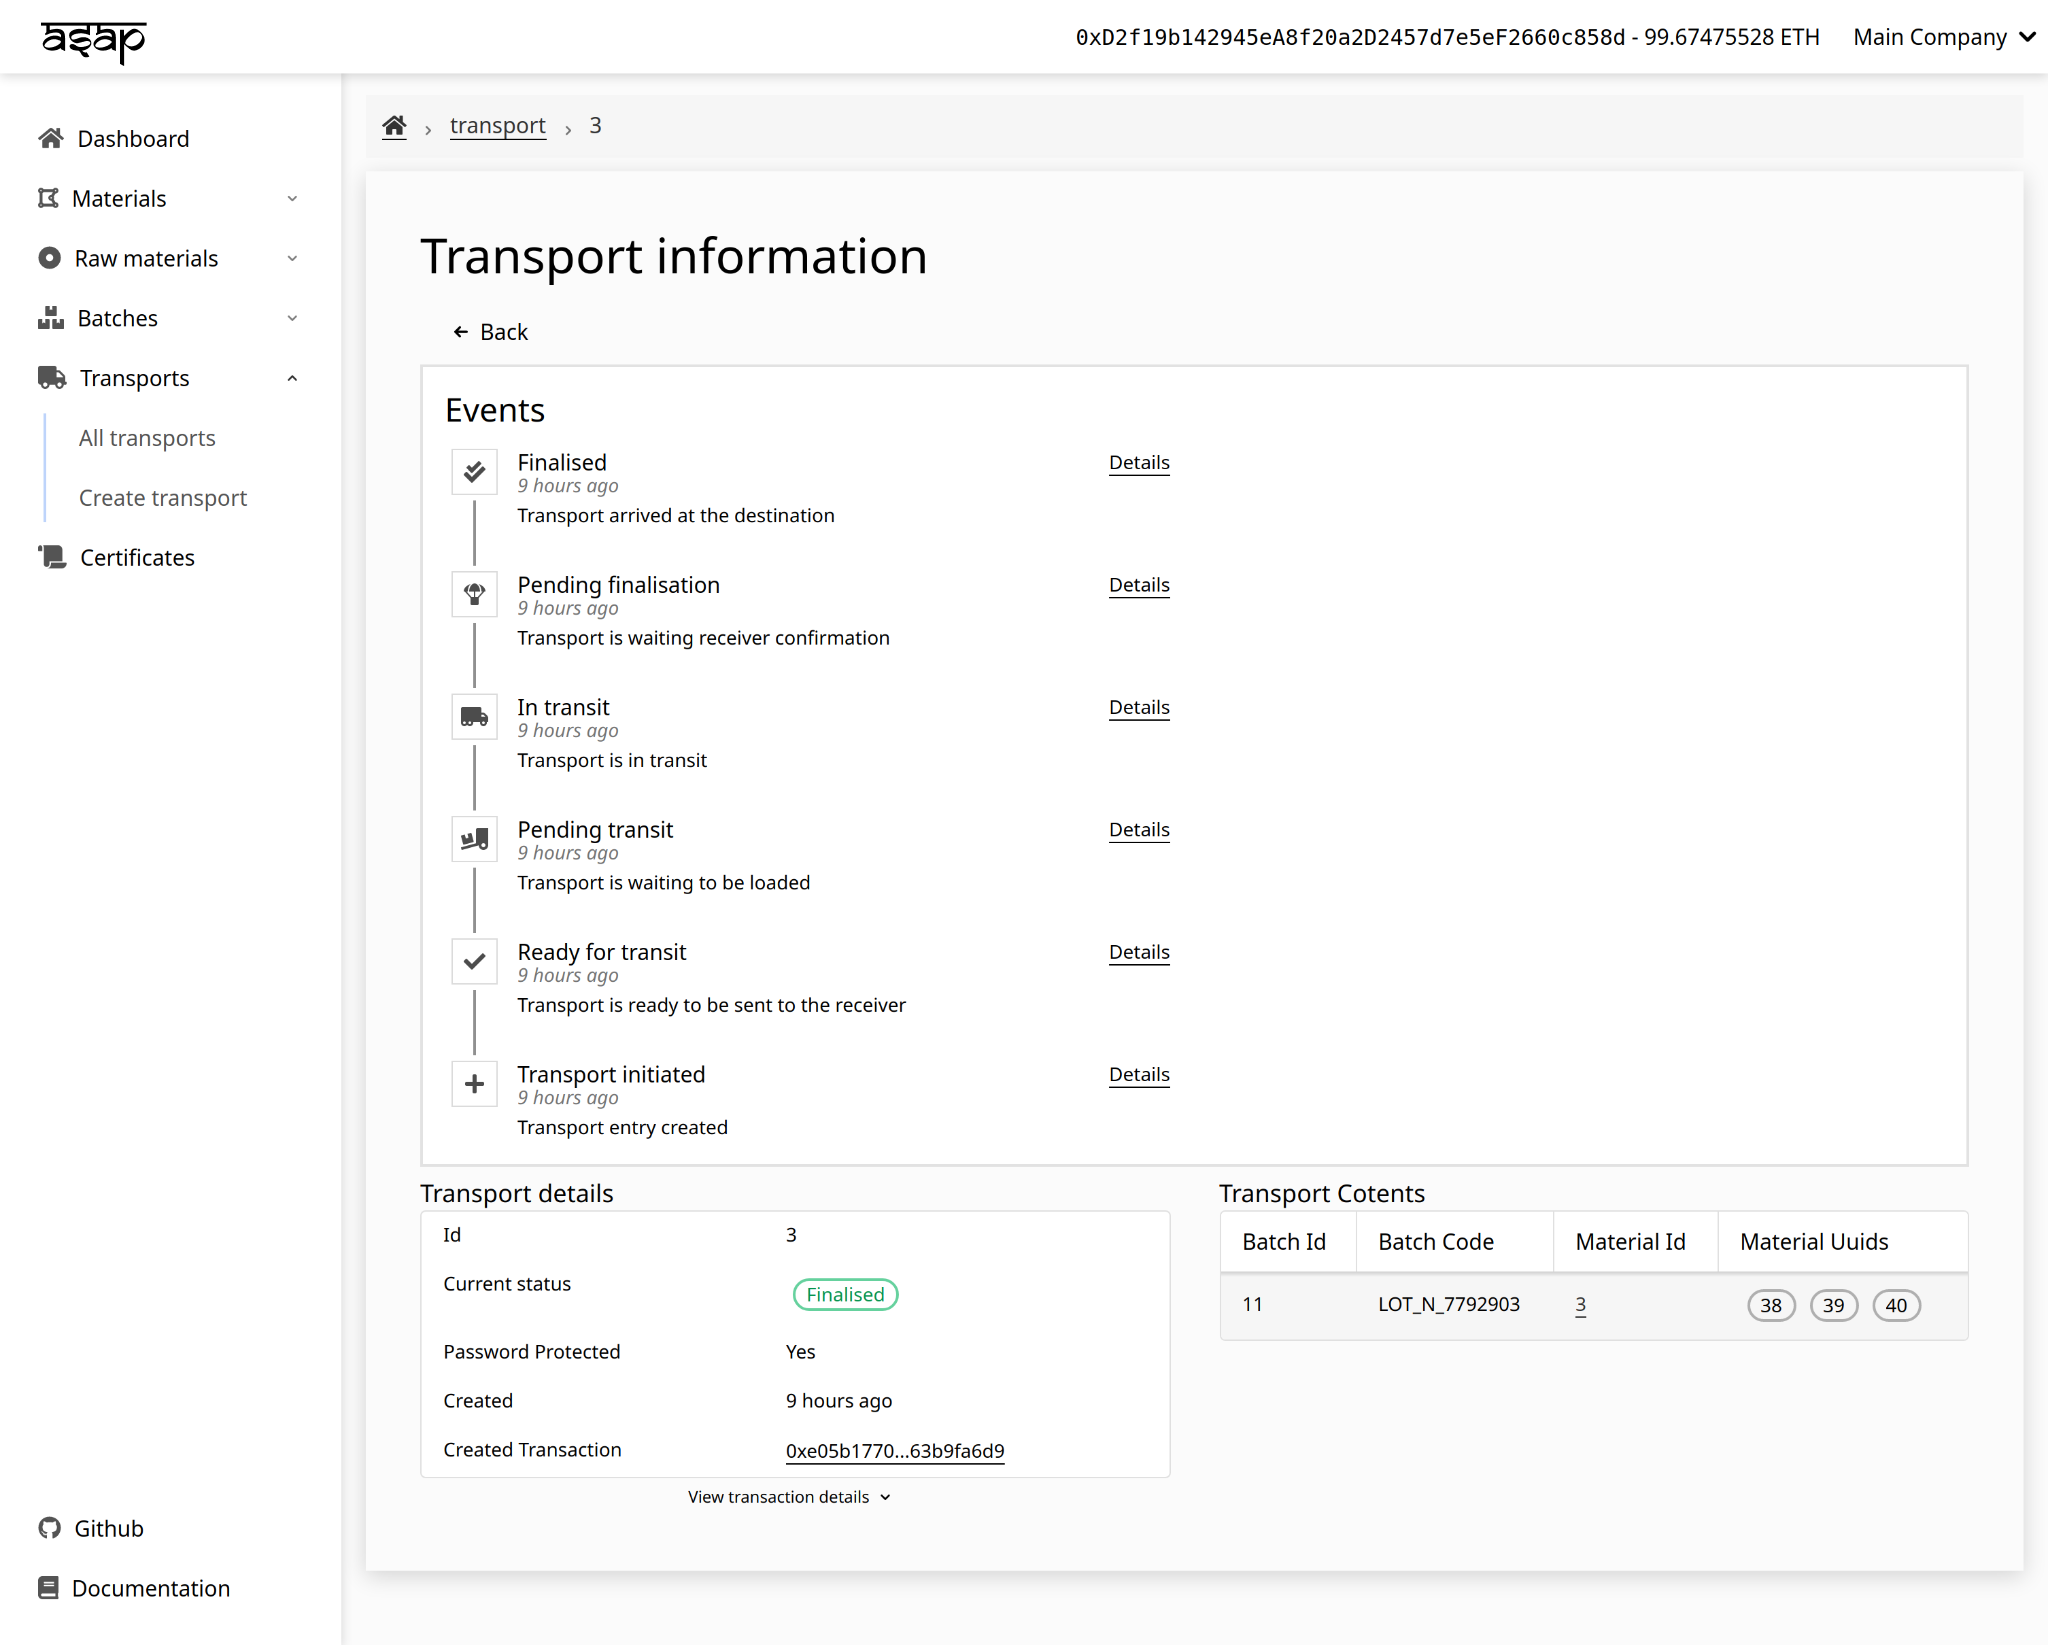 asap
0xD2f19b142945eA8f20a2D2457d7e5eF2660c858d - 99.67475528 ETH
Main Company
Dashboard
Materials
Raw materials
Batches
Transports
All transports
Create transport
Certificates
Github
Documentation
transport
3
Transport information
Back
Events
Finalised
Details
9 hours ago
Transport arrived at the destination
Pending finalisation
Details
9 hours ago
Transport is waiting receiver confirmation
In transit
Details
9 hours ago
Transport is in transit
Pending transit
Details
9 hours ago
Transport is waiting to be loaded
Ready for transit
Details
9 hours ago
Transport is ready to be sent to the receiver
Transport initiated
Details
9 hours ago
Transport entry created
Transport details
Id 3
Current status Finalised
Password Protected Yes
Created 9 hours ago
Created Transaction 0xe05b1770...63b9fa6d9
View transaction details
Transport Cotents
Batch Id Batch Code Material Id Material Uuids
11 LOT_N_7792903 3 38 39 40